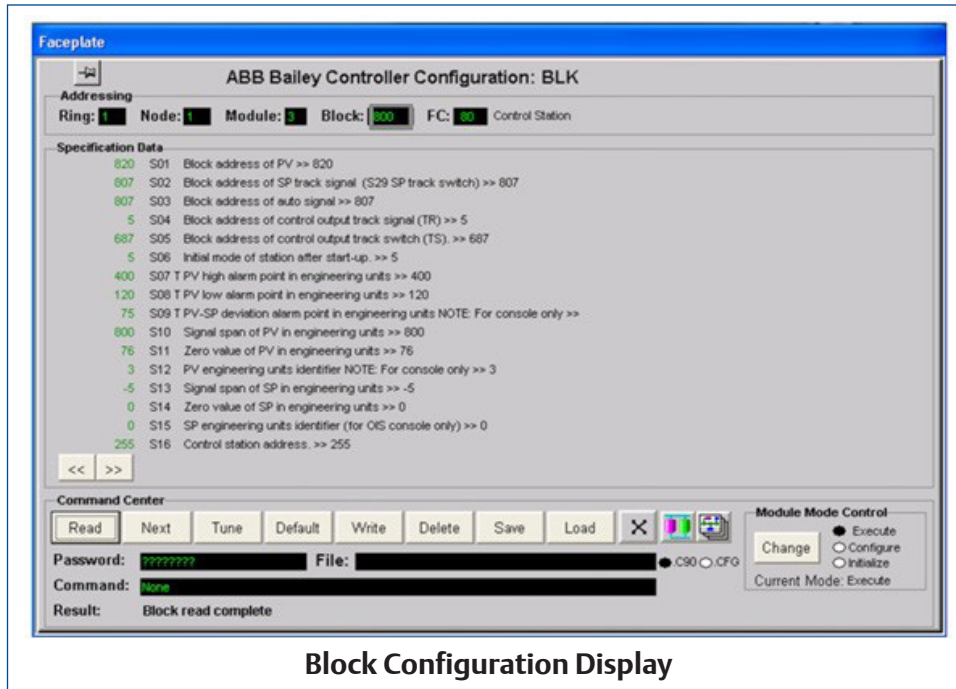 Faceplate
ABB Bailey Controller Configuration: BLK
Addressing
Ring: 1 Node: 1 Module: 3 Block: 800 FC: 80 Control Station
Specification Data
820 S01 Block address of PV >> 820
807 S02 Block address of SP track signal (S29 SP track switch) >> 807
807 S03 Block address of auto signal >> 807
5 S04 Block address of control output track signal (TR) >> 5
687 S05 Block address of control output track switch (TS). >> 687
5 S06 Initial mode of station after start-up. >> 5
400 S07 T PV high alarm point in engineering units >> 400
120 S08 T PV low alarm point in engineering units >> 120
75 S09 T PV-SP deviation alarm point in engineering units NOTE: For console only >>
800 S10 Signal span of PV in engineering units >> 800
76 S11 Zero value of PV in engineering units >> 76
3 S12 PV engineering units identifier NOTE: For console only >> 3
-5 S13 Signal span of SP in engineering units >> -5
0 S14 Zero value of SP in engineering units >> 0
0 S15 SP engineering units identifier (for OIS console only) >> 0
255 S16 Control station address. >> 255
<< >>
Command Center
Read Next Tune Default Write Delete Save Load X
Module Mode Control
Change
Execute
Configure
Initialize
Current Mode: Execute
Password: ???????? File: .C90 .CFG
Command: None
Result: Block read complete
Block Configuration Display